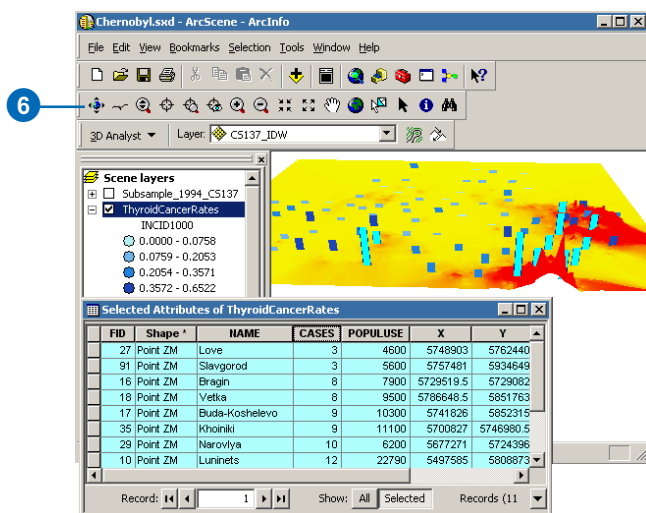 Chernobyl.sxd - ArcScene - ArcInfo
File Edit View Bookmarks Selection Tools Window Help
6
3D Analyst Layer: CS137_IDW
Scene layers
Subsample_1994_CS137
ThyroidCancerRates
INCID1000
0.0000 - 0.0758
0.0759 - 0.2053
0.2054 - 0.3571
0.3572 - 0.6522
Selected Attributes of ThyroidCancerRates
FID Shape * NAME CASES POPULUSE X Y
27 Point ZM Love 3 4600 5748903 5762440
91 Point ZM Slavgorod 3 5600 5757481 5934649
16 Point ZM Bragin 8 7900 5729519.5 5729082
18 Point ZM Vetka 8 9500 5786648.5 5851763
17 Point ZM Buda-Koshelevo 9 10300 5741826 5852315
35 Point ZM Khoiniki 9 11100 5700827 5746980.5
29 Point ZM Narovlya 10 6200 5677271 5724396
10 Point ZM Luninets 12 22790 5497585 5808873
Record: 1 Show: All Selected Records (11